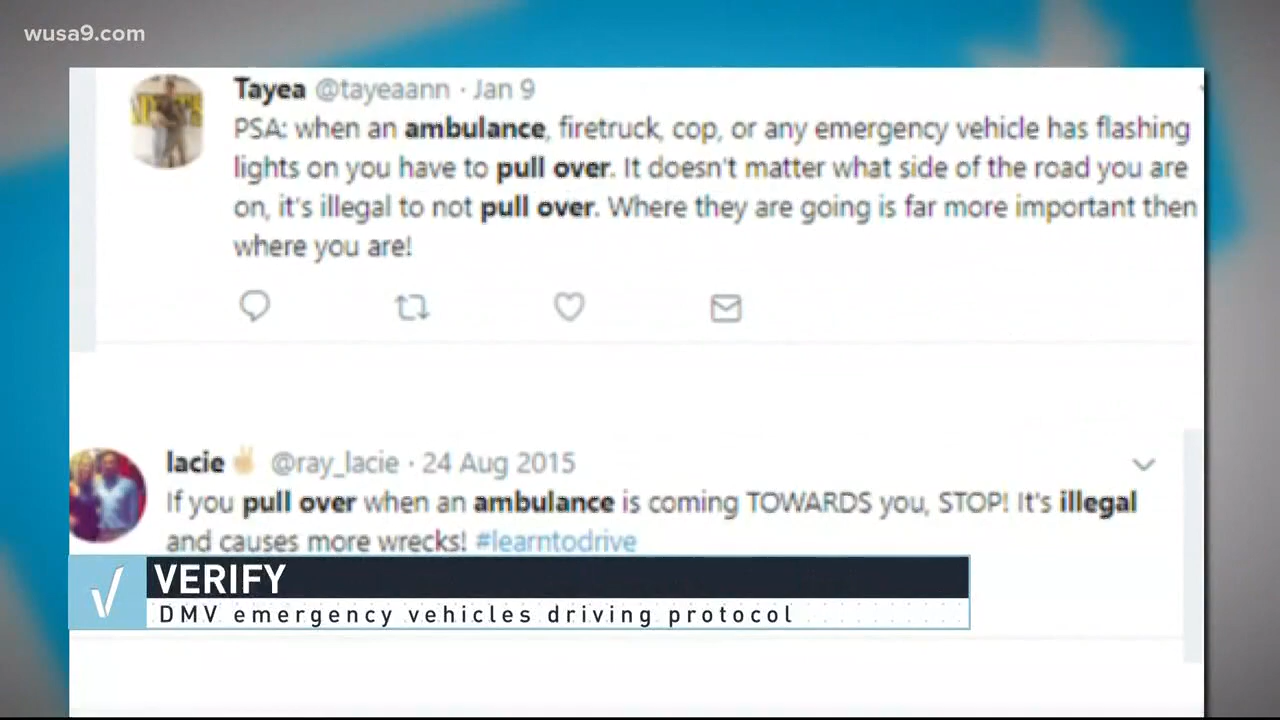 wusa9.com
Tayea @tayeaann · Jan 9
PSA: when an ambulance, firetruck, cop, or any emergency vehicle has flashing
lights on you have to pull over. It doesn't matter what side of the road you are
on, it's illegal to not pull over. Where they are going is far more important then
where you are!
lacie✌ @ray_lacie · 24 Aug 2015
If you pull over when an ambulance is coming TOWARDS you, STOP! It's illegal
and causes more wrecks! #learntodrive
VERIFY
DMV emergency vehicles driving protocol